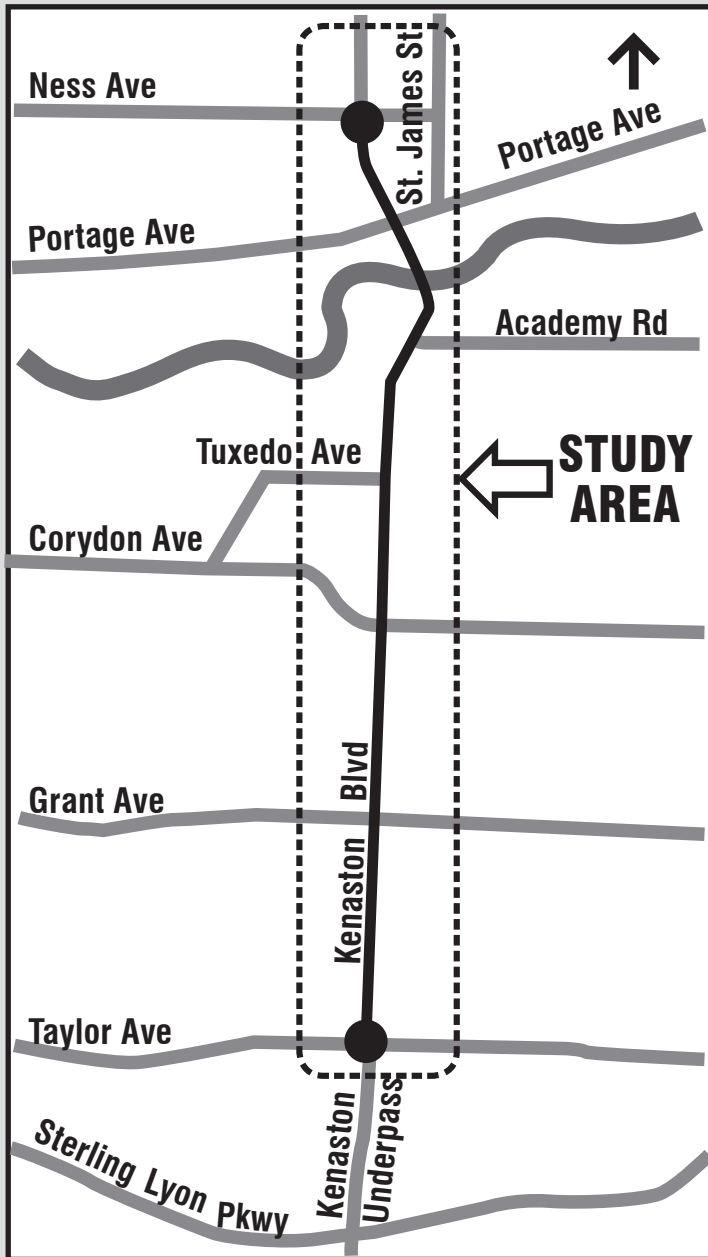 Ness Ave
St. James St
Portage Ave
Portage Ave
Academy Rd
Tuxedo Ave
STUDY
AREA
Corydon Ave
Kenaston Blvd
Grant Ave
Taylor Ave
Kenaston
Underpass
Sterling Lyon Pkwy